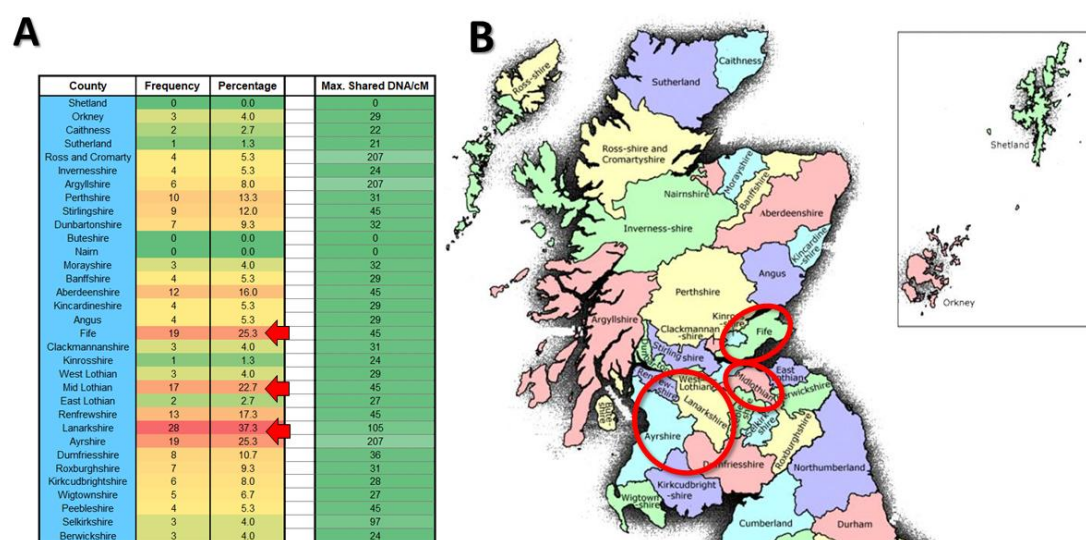 A
County Frequency Percentage Max. Shared DNA/cM
Shetland 0 0.0 0
Orkney 3 4.0 29
Caithness 2 2.7 22
Sutherland 1 1.3 21
Ross and Cromarty 4 5.3 207
Invernesshire 4 5.3 24
Argyllshire 6 8.0 207
Perthshire 10 13.3 31
Stirlingshire 9 12.0 45
Dunbartonshire 7 9.3 32
Buteshire 0 0.0 0
Nairn 0 0.0 0
Morayshire 3 4.0 32
Banffshire 4 5.3 29
Aberdeenshire 12 16.0 45
Kincardineshire 4 5.3 29
Angus 4 5.3 29
Fife 19 25.3 45
Clackmannanshire 3 4.0 31
Kinrosshire 1 1.3 24
West Lothian 3 4.0 29
Mid Lothian 17 22.7 45
East Lothian 2 2.7 27
Renfrewshire 13 17.3 45
Lanarkshire 28 37.3 105
Ayrshire 19 25.3 207
Dumfriesshire 8 10.7 36
Roxburghshire 7 9.3 31
Kirkcudbrightshire 6 8.0 28
Wigtownshire 5 6.7 27
Peebleshire 4 5.3 45
Selkirkshire 3 4.0 97
Berwickshire 3 4.0 24
B
Ross-shire
Sutherland
Caithness
Ross-shire and
Cromartyshire
Nairnshire
Morayshire
Banffshire
Aberdeenshire
Inverness-shire
Kincardine
shire
Angus
Perthshire
Argyllshire
Kinross
-shire
Clackmannan
-shire
Fife
Stirlingshire
West
Lothian
Midlothian
East
Lothian
Berwickshire
Renfrew-
shire
Lanarkshire
Selkirk
shire
Ayrshire
Roxburghshire
Dumfriesshire
Northumberland
Kirkcudbright
-shire
Wigtown
-shire
Cumberland
Durham
Shetland
Orkney